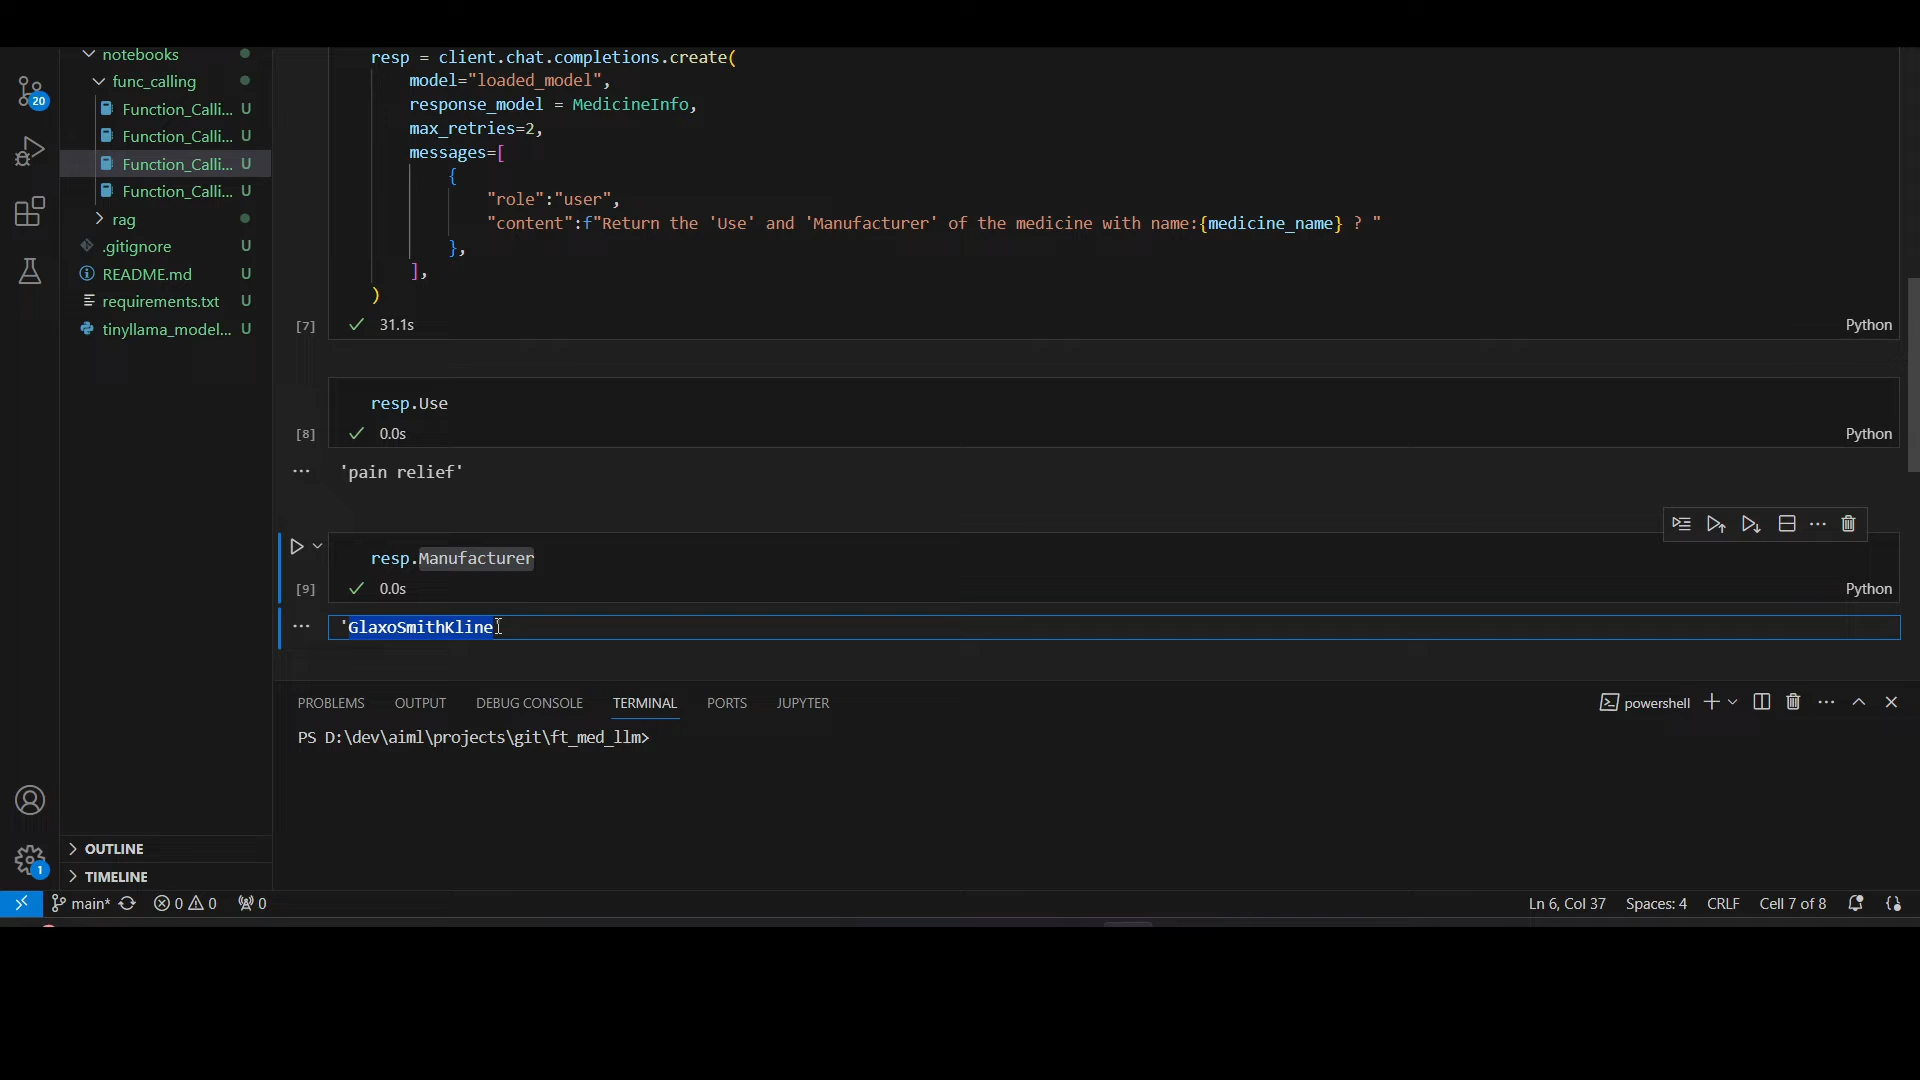 notebooks
func_calling
Function_Calli... U
Function_Calli... U
Function_Calli... U
Function_Calli... U
rag
.gitignore U
README.md U
requirements.txt U
tinyllama_model... U
20
1
OUTLINE
TIMELINE
resp = client.chat.completions.create(
model="loaded_model",
response_model = MedicineInfo,
max_retries=2,
messages=[
{
"role":"user",
"content":f"Return the 'Use' and 'Manufacturer' of the medicine with name:{medicine_name} ? "
},
],
)
[7] 31.1s Python
resp.Use
[8] 0.0s Python
'pain relief'
resp.Manufacturer
[9] 0.0s Python
'GlaxoSmithKline
PROBLEMS OUTPUT DEBUG CONSOLE TERMINAL PORTS JUPYTER powershell
PS D:\dev\aiml\projects\git\ft_med_llm>
main* 0 0 0 Ln 6, Col 37 Spaces: 4 CRLF Cell 7 of 8